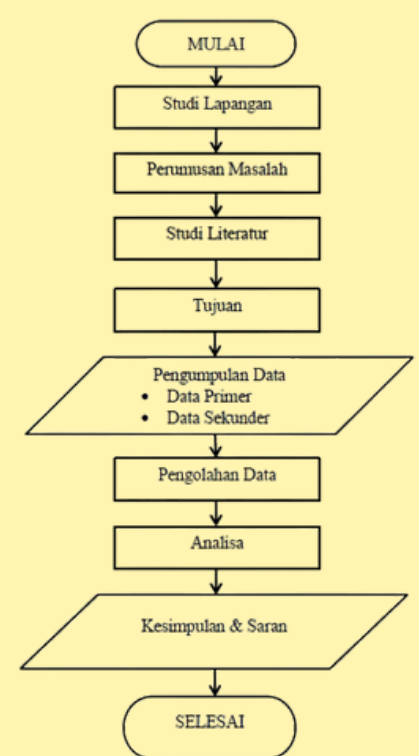 MULAI
Studi Lapangan
Perumusan Masalah
Studi Literatur
Tujuan
Pengumpulan Data
• Data Primer
• Data Sekunder
Pengolahan Data
Analisa
Kesimpulan & Saran
SELESAI